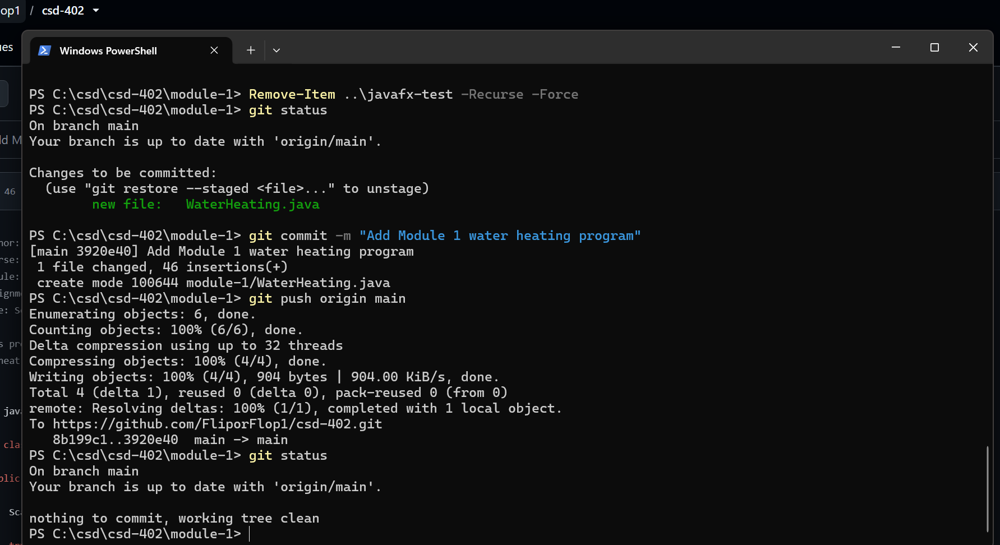 op1 / csd-402
Windows PowerShell
PS C:\csd\csd-402\module-1> Remove-Item ..\javafx-test -Recurse -Force
PS C:\csd\csd-402\module-1> git status
On branch main
Your branch is up to date with 'origin/main'.
Changes to be committed:
(use "git restore --staged <file>..." to unstage)
new file:   WaterHeating.java
46
PS C:\csd\csd-402\module-1> git commit -m "Add Module 1 water heating program"
[main 3920e40] Add Module 1 water heating program
1 file changed, 46 insertions(+)
create mode 100644 module-1/WaterHeating.java
PS C:\csd\csd-402\module-1> git push origin main
Enumerating objects: 6, done.
Counting objects: 100% (6/6), done.
Delta compression using up to 32 threads
Compressing objects: 100% (4/4), done.
Writing objects: 100% (4/4), 904 bytes | 904.00 KiB/s, done.
Total 4 (delta 1), reused 0 (delta 0), pack-reused 0 (from 0)
remote: Resolving deltas: 100% (1/1), completed with 1 local object.
To https://github.com/FliporFlop1/csd-402.git
8b199c1..3920e40  main -> main
PS C:\csd\csd-402\module-1> git status
On branch main
Your branch is up to date with 'origin/main'.
nothing to commit, working tree clean
PS C:\csd\csd-402\module-1>